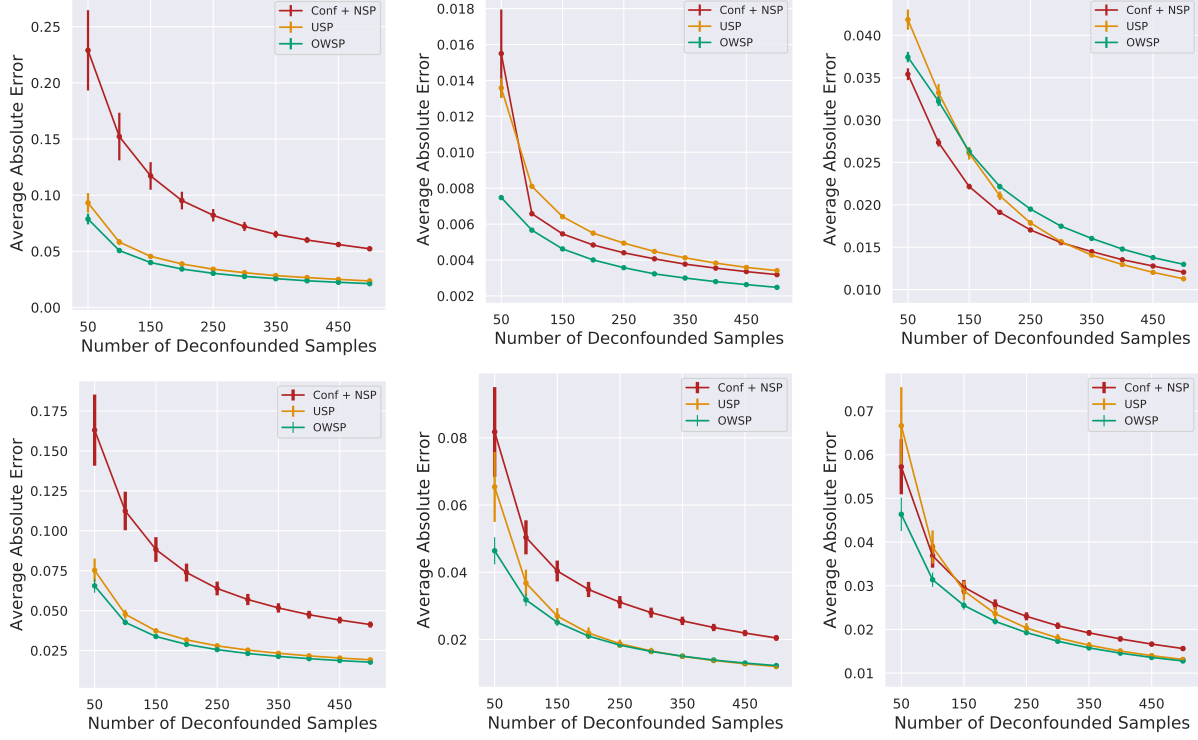 Average Absolute Error
0.25
0.20
0.15
0.10
0.05
0.00
Conf + NSP
USP
OWSP
50 150 250 350 450
Number of Deconfounded Samples
Average Absolute Error
0.018
0.016
0.014
0.012
0.010
0.008
0.006
0.004
0.002
Conf + NSP
USP
OWSP
50 150 250 350 450
Number of Deconfounded Samples
Average Absolute Error
0.040
0.035
0.030
0.025
0.020
0.015
0.010
Conf + NSP
USP
OWSP
50 150 250 350 450
Number of Deconfounded Samples
Average Absolute Error
0.175
0.150
0.125
0.100
0.075
0.050
0.025
Conf + NSP
USP
OWSP
50 150 250 350 450
Number of Deconfounded Samples
Average Absolute Error
0.08
0.06
0.04
0.02
Conf + NSP
USP
OWSP
50 150 250 350 450
Number of Deconfounded Samples
Average Absolute Error
0.07
0.06
0.05
0.04
0.03
0.02
0.01
Conf + NSP
USP
OWSP
50 150 250 350 450
Number of Deconfounded Samples